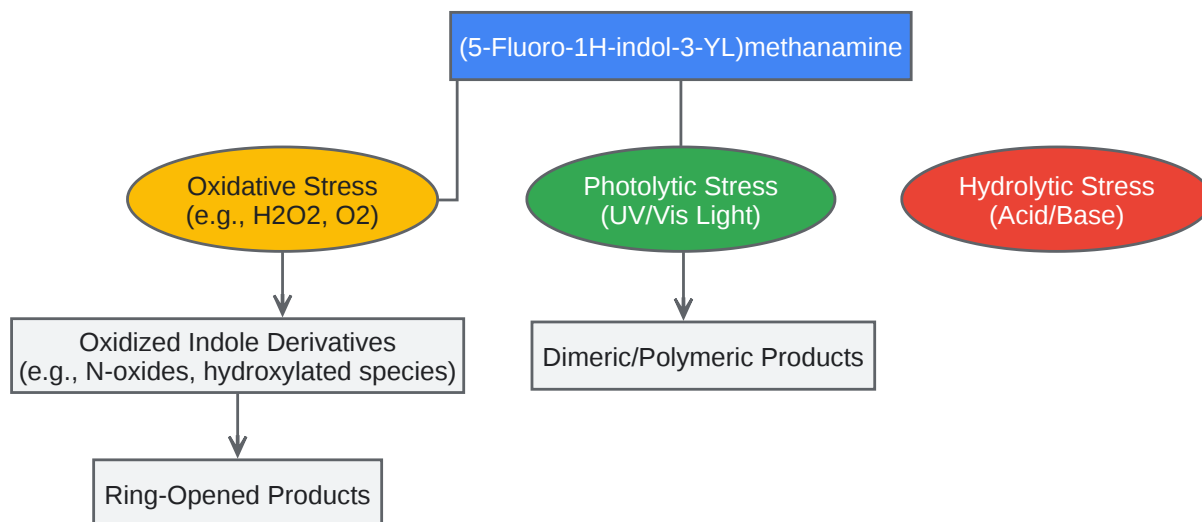 (5-Fluoro-1H-indol-3-YL)methanamine
Oxidative Stress
(e.g., H2O2, O2)
Photolytic Stress
(UV/Vis Light)
Hydrolytic Stress
(Acid/Base)
Oxidized Indole Derivatives
(e.g., N-oxides, hydroxylated species)
Dimeric/Polymeric Products
Ring-Opened Products